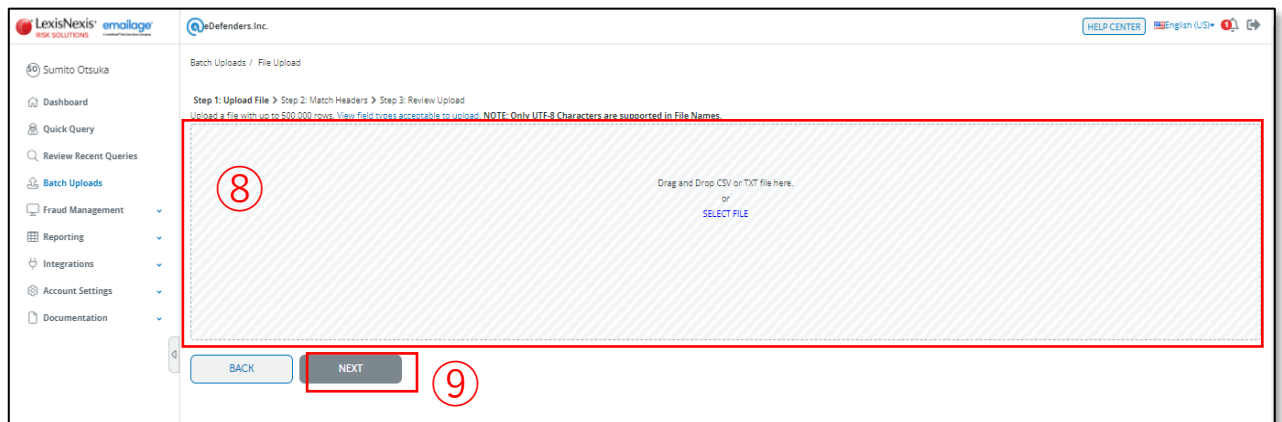 LexisNexis® emailage®
RISK SOLUTIONS
@eDefenders.Inc.
HELP CENTER English (US) 1
SO Sumito Otsuka
Batch Uploads / File Upload
Dashboard
Step 1: Upload File > Step 2: Match Headers > Step 3: Review Upload
Upload a file with up to 500,000 rows. View field types acceptable to upload. NOTE: Only UTF-8 Characters are supported in File Names.
Quick Query
Review Recent Queries
Batch Uploads
Fraud Management
Reporting
Integrations
Account Settings
Documentation
⑧
Drag and Drop CSV or TXT file here.
or
SELECT FILE
BACK NEXT
⑨